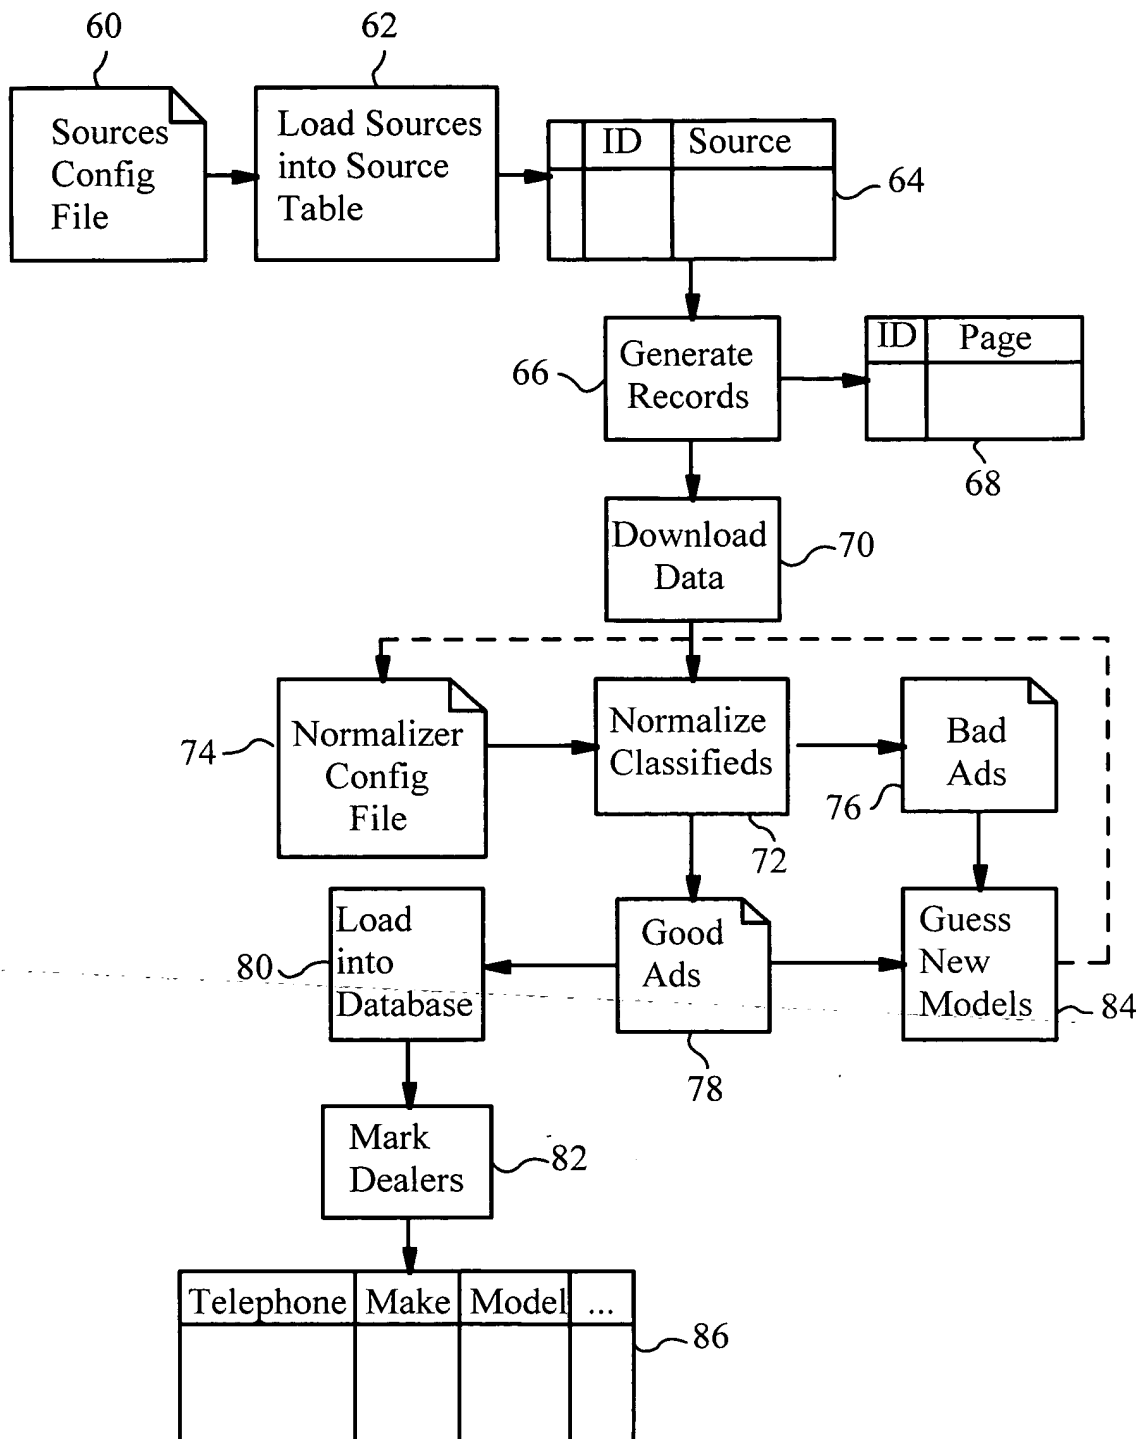 60
62
Sources
Config
File
Load Sources
into Source
Table
ID Source
64
66
Generate
Records
ID Page
68
Download
Data
70
74
Normalizer
Config
File
Normalize
Classifieds
72
Bad
Ads
76
80
Load
into
Database
Good
Ads
78
Guess
New
Models
84
Mark
Dealers
82
Telephone Make Model ...
86